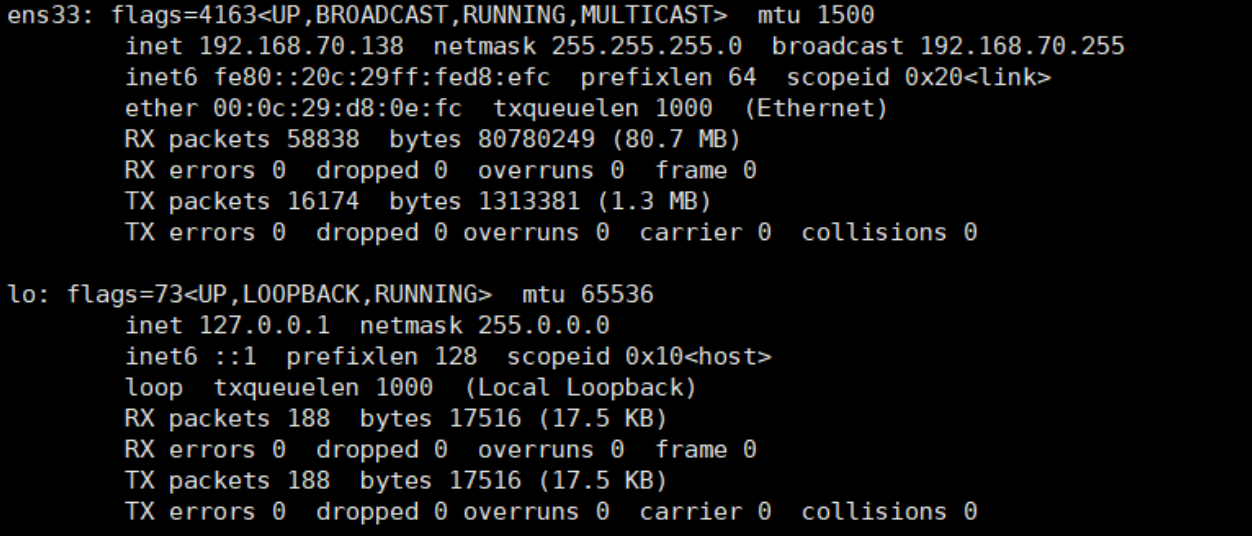 ens33: flags=4163<UP,BROADCAST,RUNNING,MULTICAST>  mtu 1500
        inet 192.168.70.138  netmask 255.255.255.0  broadcast 192.168.70.255
        inet6 fe80::20c:29ff:fed8:efc  prefixlen 64  scopeid 0x20<link>
        ether 00:0c:29:d8:0e:fc  txqueuelen 1000  (Ethernet)
        RX packets 58838  bytes 80780249 (80.7 MB)
        RX errors 0  dropped 0  overruns 0  frame 0
        TX packets 16174  bytes 1313381 (1.3 MB)
        TX errors 0  dropped 0 overruns 0  carrier 0  collisions 0

lo: flags=73<UP,LOOPBACK,RUNNING>  mtu 65536
        inet 127.0.0.1  netmask 255.0.0.0
        inet6 ::1  prefixlen 128  scopeid 0x10<host>
        loop  txqueuelen 1000  (Local Loopback)
        RX packets 188  bytes 17516 (17.5 KB)
        RX errors 0  dropped 0  overruns 0  frame 0
        TX packets 188  bytes 17516 (17.5 KB)
        TX errors 0  dropped 0 overruns 0  carrier 0  collisions 0